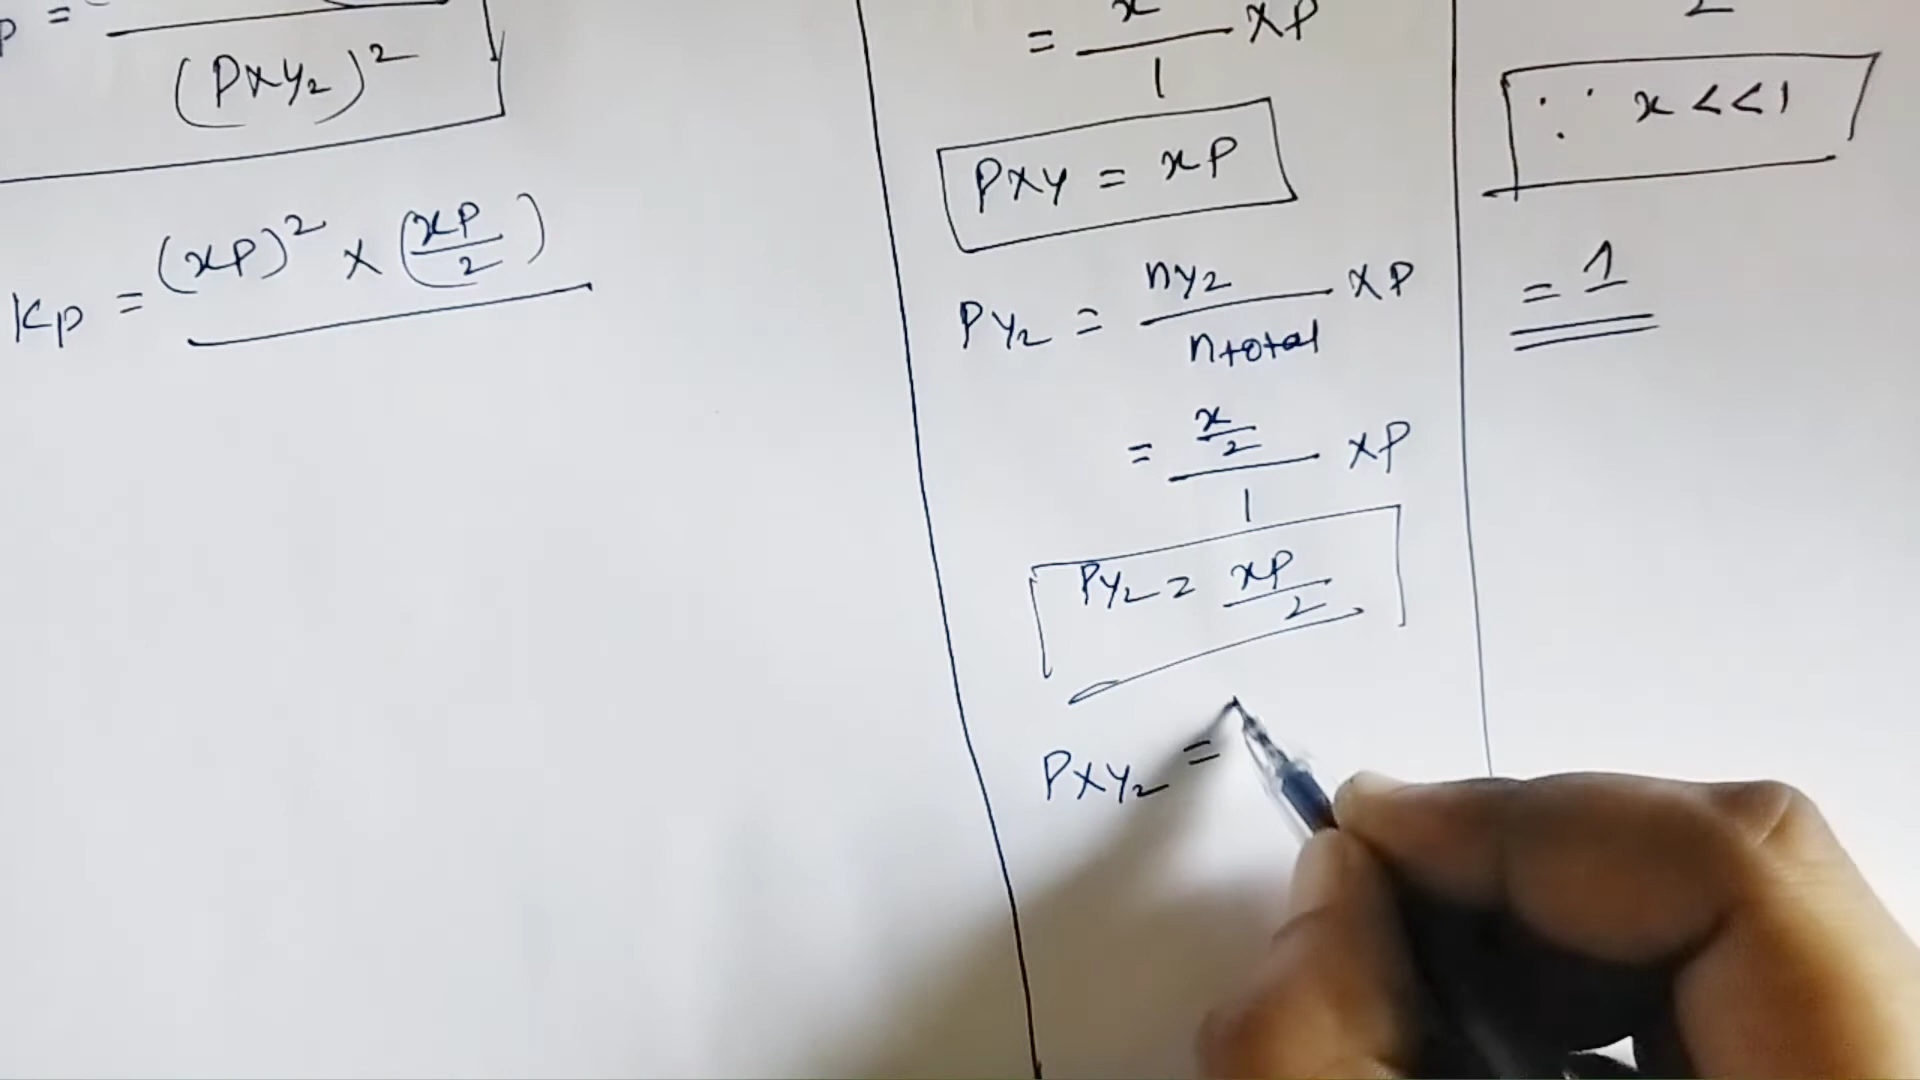 P =
(PXY₂)²
Kp = (xP)² × (xP/2)
= x/1 × P
PXY = xP
PY₂ = nY₂/ntotal × P
= x/2/1 × P
PY₂ = xP/2
PXY₂ =
2
∵ x << 1
= 1